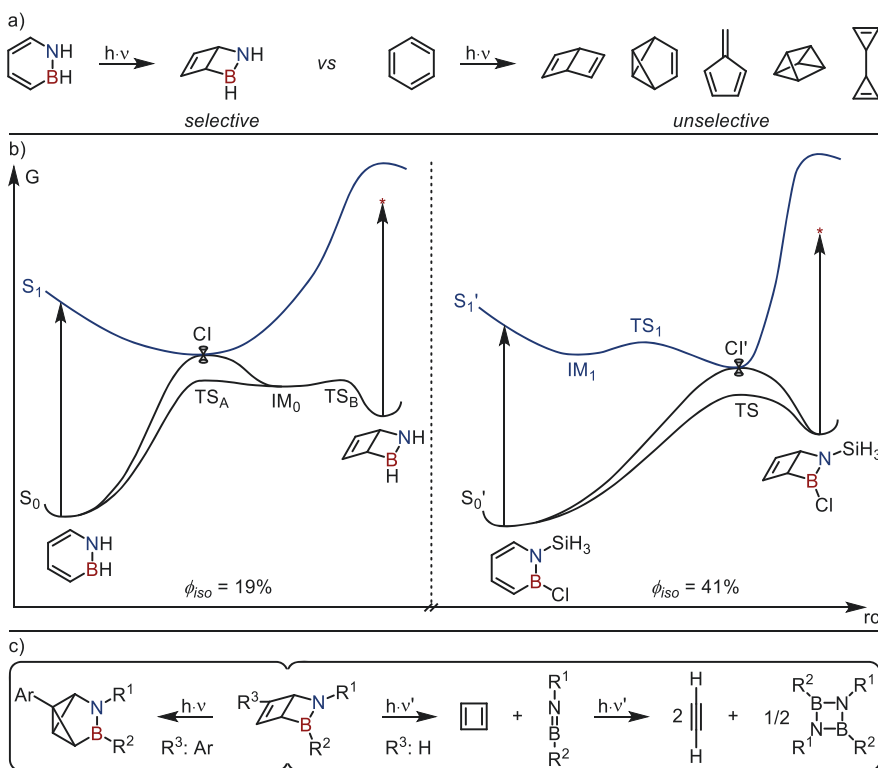 a)
NH
BH
h·ν
NH
B
H
vs
h·ν
selective
unselective
b)
G
S1
CI
TSA
IM0
TSB
*
S0
NH
BH
NH
B
H
ϕiso = 19%
S1'
TS1
IM1
CI'
TS
*
S0'
N
SiH3
B
Cl
N
SiH3
B
Cl
ϕiso = 41%
rc
c)
Ar
N
R1
B
R2
h·ν
R3: Ar
R3
N
R1
B
R2
h·ν'
R3: H
+
R1
N
B
R2
h·ν'
2
H
H
+
1/2
R2
R1
B
N
N
B
R1
R2